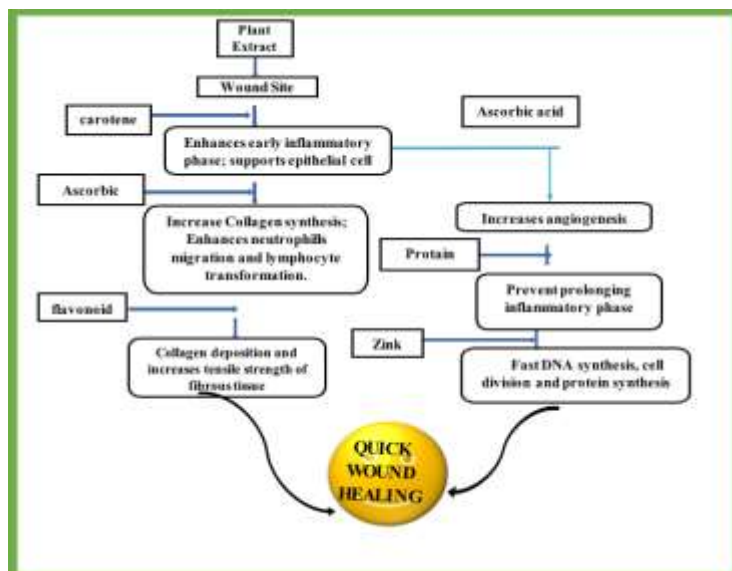 Plant
Extract
Wound Site
carotene
Ascorbic acid
Enhances early inflammatory
phase; supports epithelial cell
Ascorbic
Increase Collagen synthesis;
Enhances neutrophills
migration and lymphocyte
transformation.
Increases angiogenesis
Protain
Prevent prolonging
inflammatory phase
flavonoid
Zink
Collagen deposition and
increases tensile strength of
fibrous tissue
Fast DNA synthesis, cell
division and protein synthesis
QUICK
WOUND
HEALING